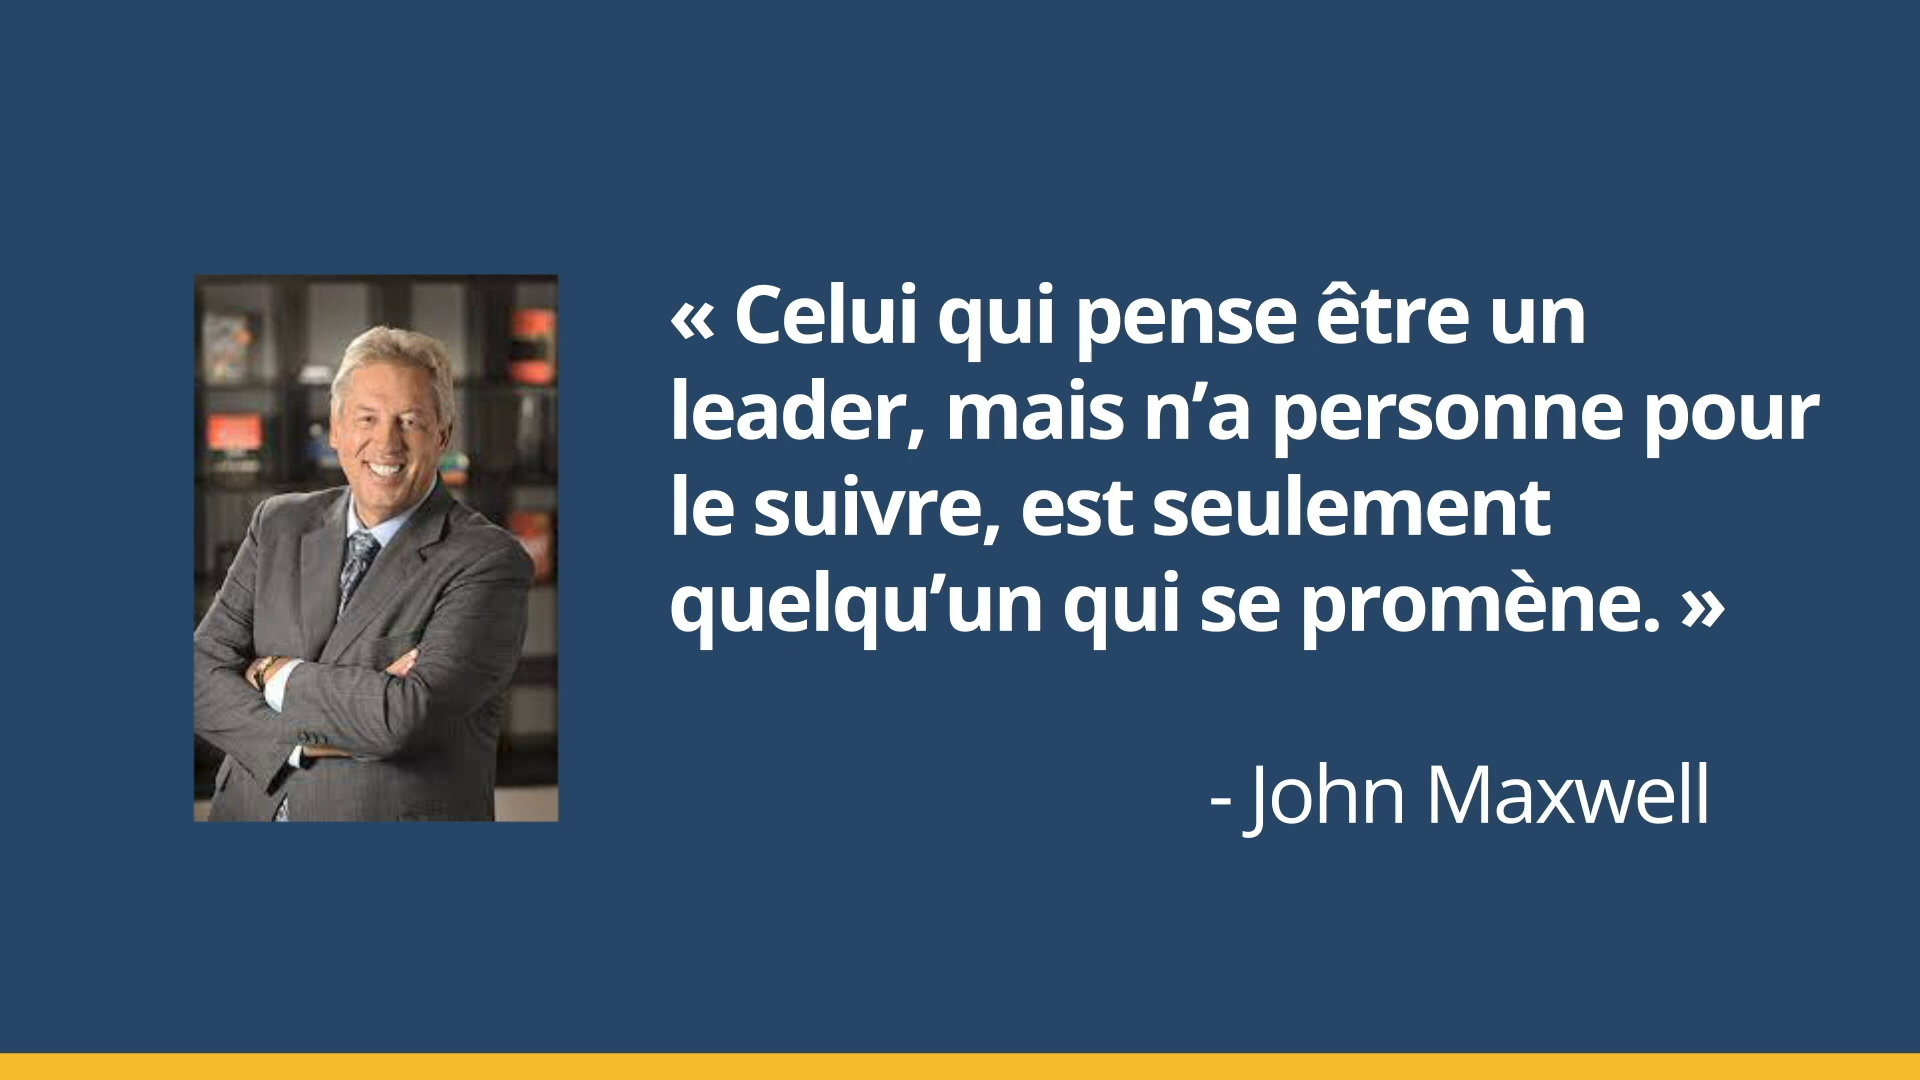 « Celui qui pense être un
leader, mais n’a personne pour
le suivre, est seulement
quelqu’un qui se promène. »
- John Maxwell